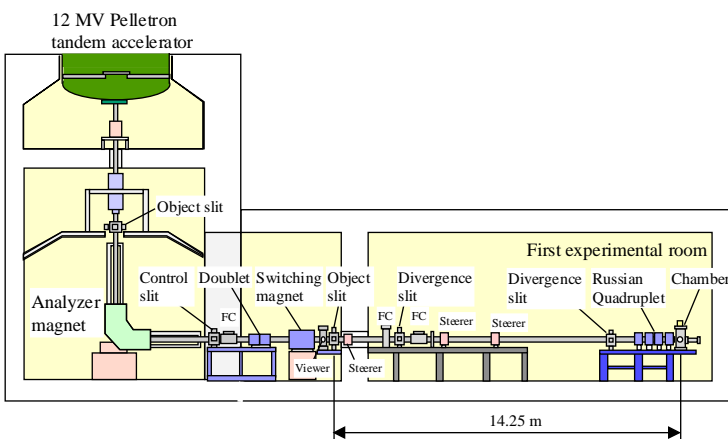 12 MV Pelletron
tandem accelerator
Object slit
First experimental room
Analyzer
magnet
Control
slit
Doublet
Switching
magnet
Object
slit
Divergence
slit
Divergence
slit
Russian
Quadruplet
Chamber
FC
FC
FC
Steerer
Steerer
Viewer
Steerer
14.25 m